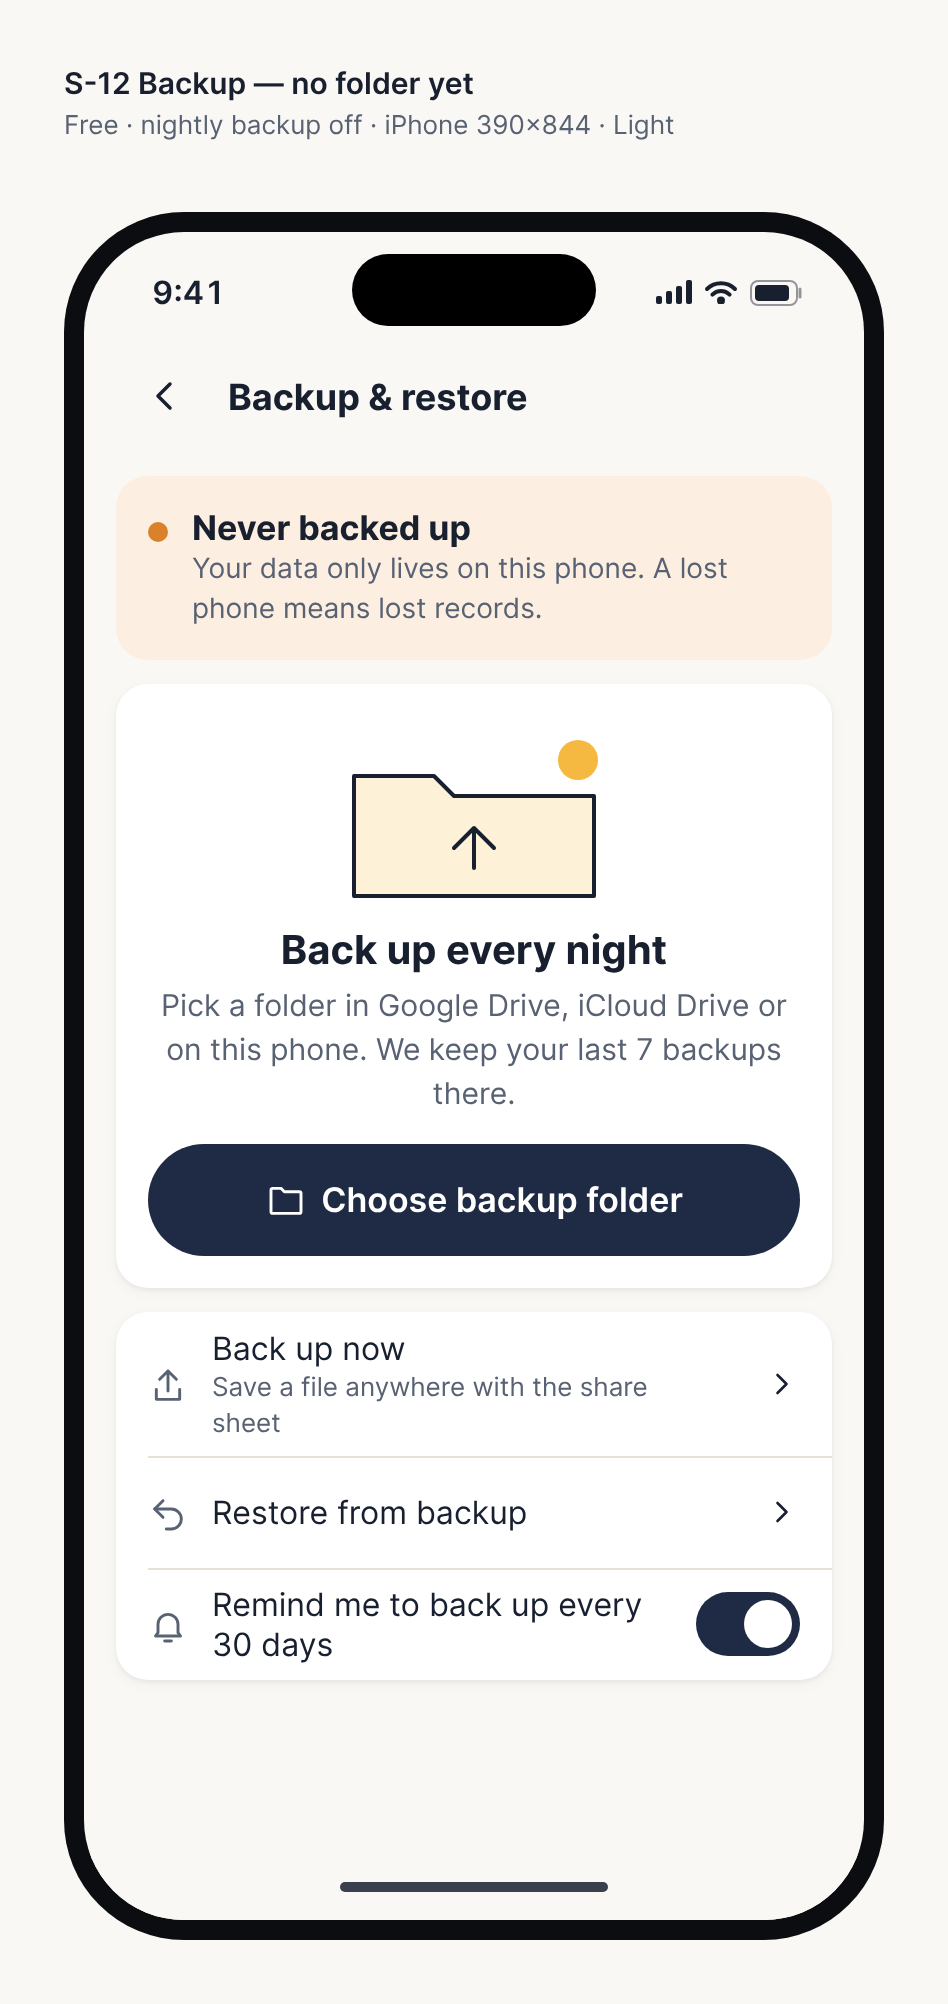 S-12 Backup — no folder yet
Free · nightly backup off · iPhone 390×844 · Light
9:41
Backup & restore
Never backed up
Your data only lives on this phone. A lost
phone means lost records.
Back up every night
Pick a folder in Google Drive, iCloud Drive or
on this phone. We keep your last 7 backups
there.
Choose backup folder
Back up now
Save a file anywhere with the share
sheet
Restore from backup
Remind me to back up every
30 days